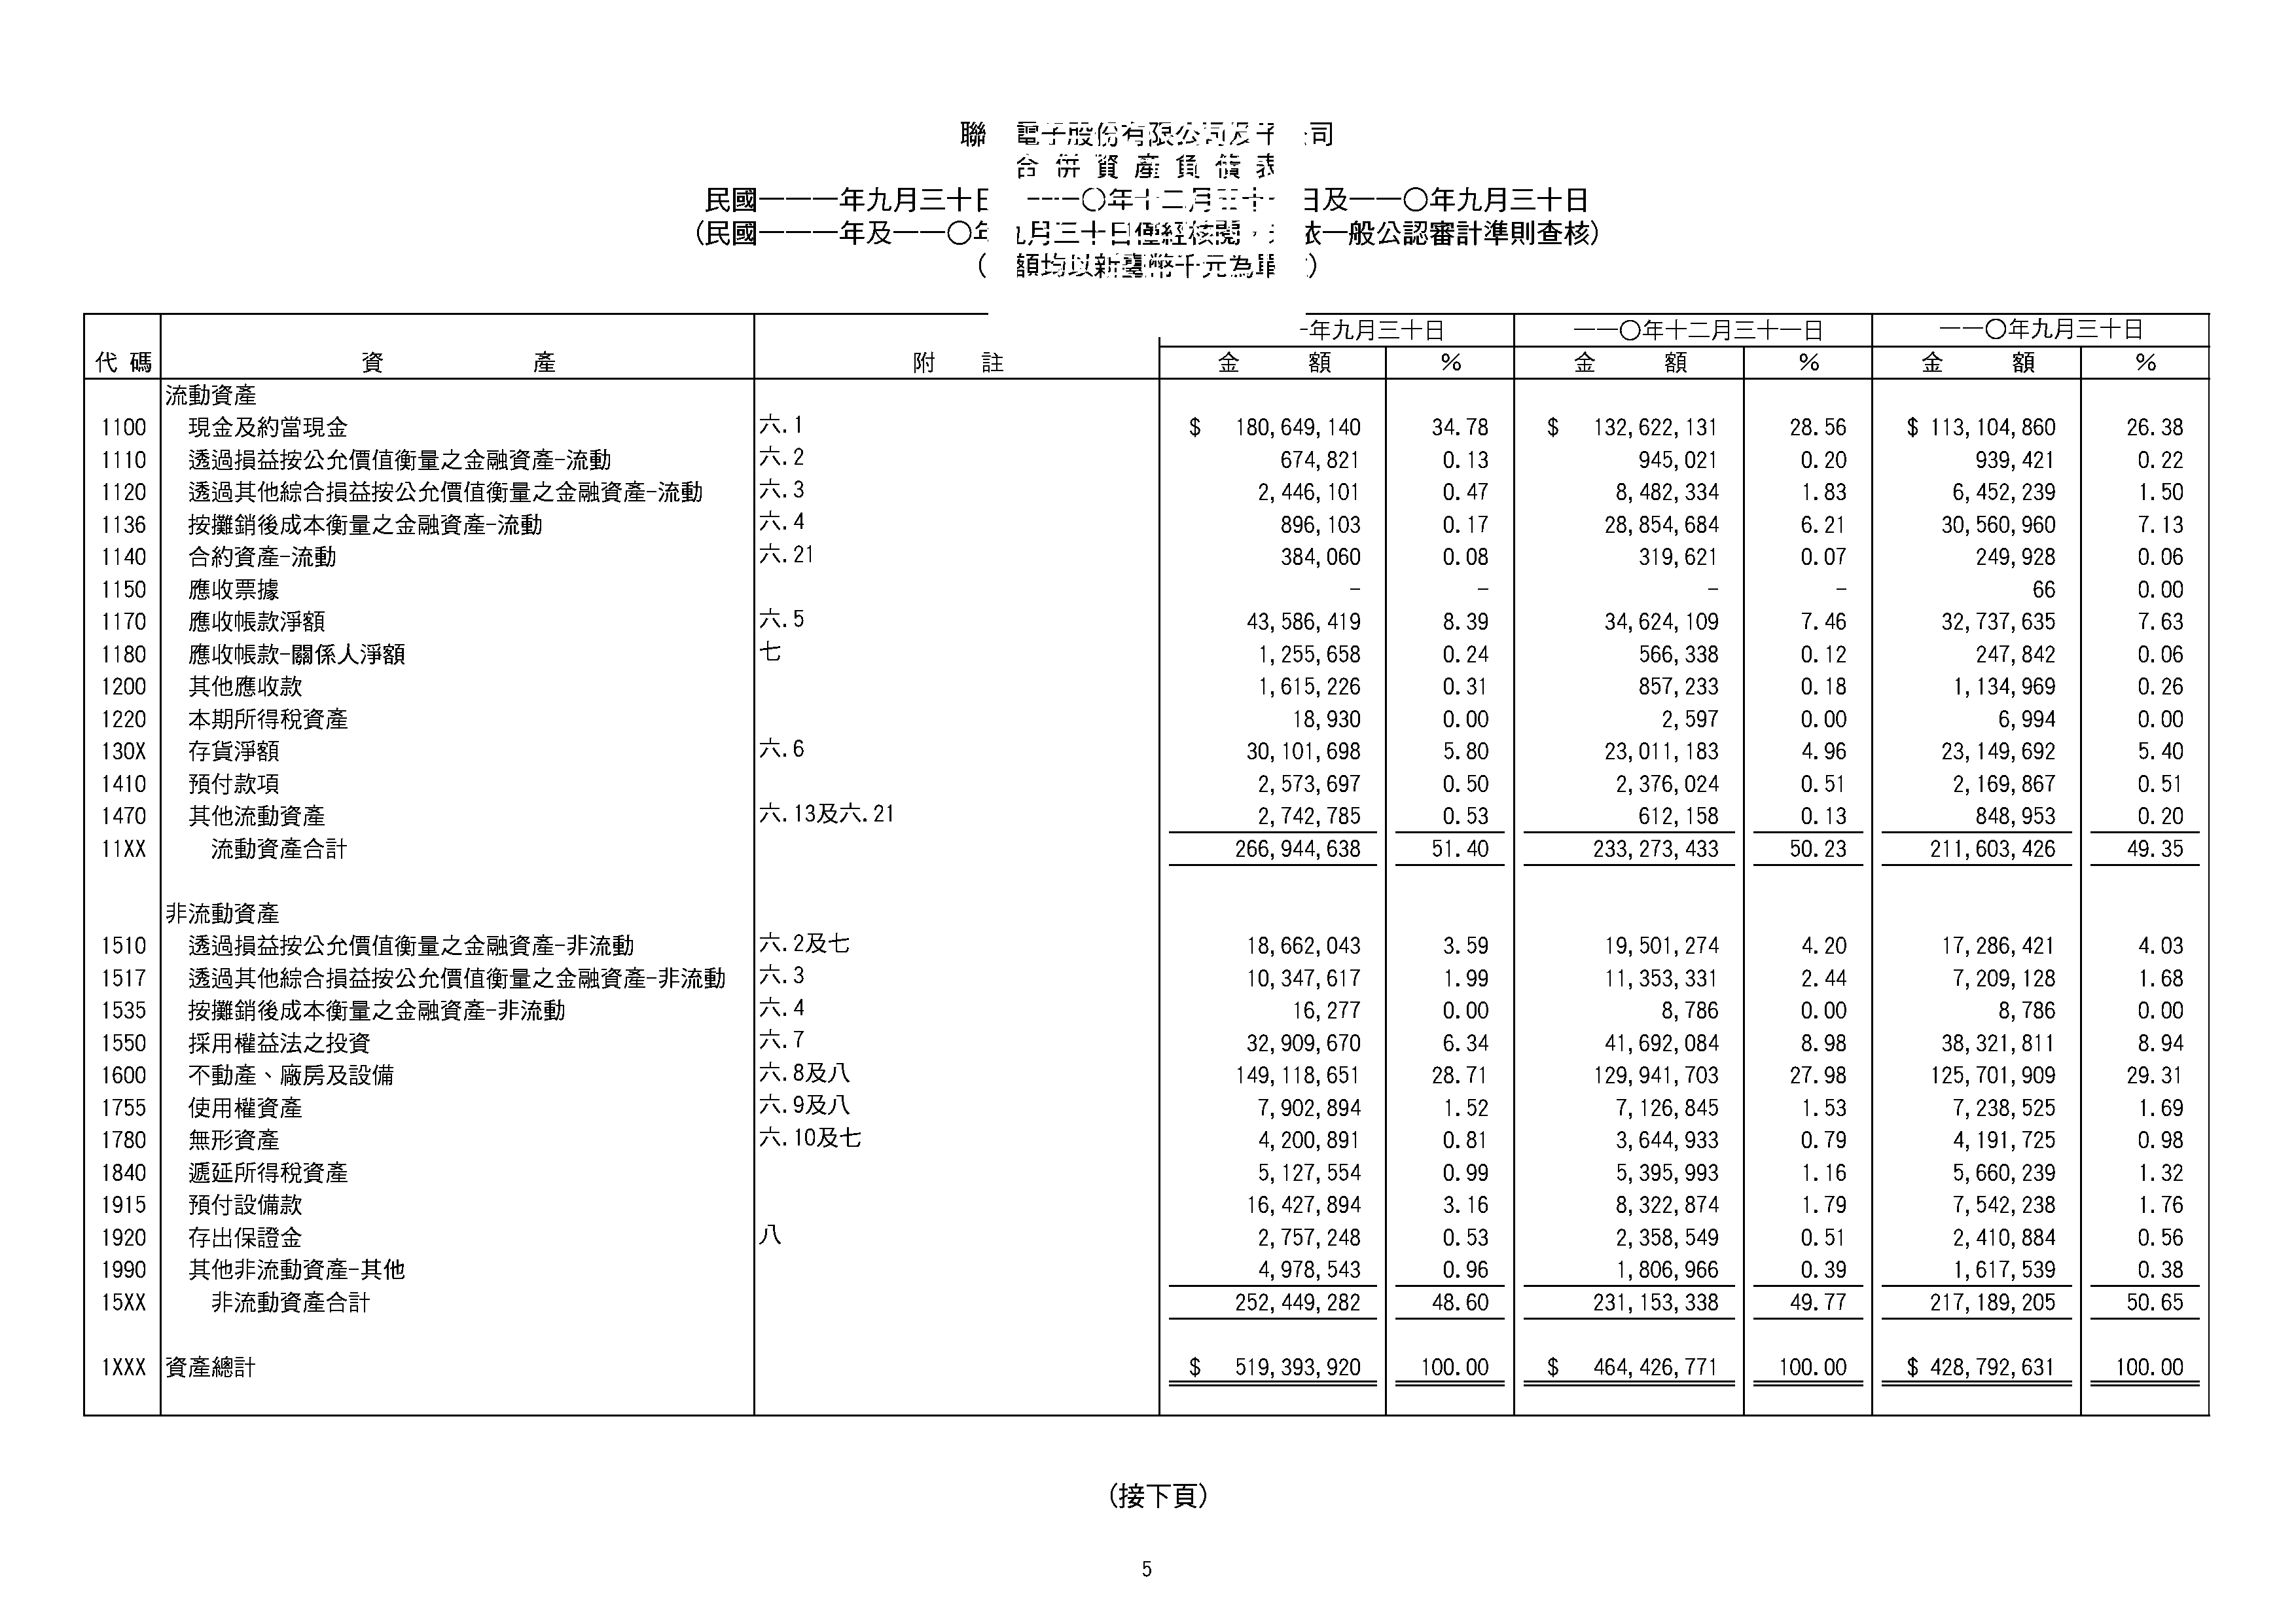 聯 電子股份有限公司及子公司
合併資產負債表
民國一一一年九月三十日 一一〇年十二月三十一日及一一〇年九月三十日
(民國一一一年及一一〇年九月三十日僅經核閱,未依一般公認審計準則查核)
( 額均以新臺幣千元為單 )
年九月三十日 一一〇年十二月三十一日 一一〇年九月三十日
代碼 資產 附註 金額 % 金額 % 金額 %
流動資產
1100 現金及約當現金 六.1 $ 180,649,140 34.78 $ 132,622,131 28.56 $ 113,104,860 26.38
1110 透過損益按公允價值衡量之金融資產-流動 六.2 674,821 0.13 945,021 0.20 939,421 0.22
1120 透過其他綜合損益按公允價值衡量之金融資產-流動 六.3 2,446,101 0.47 8,482,334 1.83 6,452,239 1.50
1136 按攤銷後成本衡量之金融資產-流動 六.4 896,103 0.17 28,854,684 6.21 30,560,960 7.13
1140 合約資產-流動 六.21 384,060 0.08 319,621 0.07 249,928 0.06
1150 應收票據 - - - - 66 0.00
1170 應收帳款淨額 六.5 43,586,419 8.39 34,624,109 7.46 32,737,635 7.63
1180 應收帳款-關係人淨額 七 1,255,658 0.24 566,338 0.12 247,842 0.06
1200 其他應收款 1,615,226 0.31 857,233 0.18 1,134,969 0.26
1220 本期所得稅資產 18,930 0.00 2,597 0.00 6,994 0.00
130X 存貨淨額 六.6 30,101,698 5.80 23,011,183 4.96 23,149,692 5.40
1410 預付款項 2,573,697 0.50 2,376,024 0.51 2,169,867 0.51
1470 其他流動資產 六.13及六.21 2,742,785 0.53 612,158 0.13 848,953 0.20
11XX 流動資產合計 266,944,638 51.40 233,273,433 50.23 211,603,426 49.35
非流動資產
1510 透過損益按公允價值衡量之金融資產-非流動 六.2及七 18,662,043 3.59 19,501,274 4.20 17,286,421 4.03
1517 透過其他綜合損益按公允價值衡量之金融資產-非流動 六.3 10,347,617 1.99 11,353,331 2.44 7,209,128 1.68
1535 按攤銷後成本衡量之金融資產-非流動 六.4 16,277 0.00 8,786 0.00 8,786 0.00
1550 採用權益法之投資 六.7 32,909,670 6.34 41,692,084 8.98 38,321,811 8.94
1600 不動產、廠房及設備 六.8及八 149,118,651 28.71 129,941,703 27.98 125,701,909 29.31
1755 使用權資產 六.9及八 7,902,894 1.52 7,126,845 1.53 7,238,525 1.69
1780 無形資產 六.10及七 4,200,891 0.81 3,644,933 0.79 4,191,725 0.98
1840 遞延所得稅資產 5,127,554 0.99 5,395,993 1.16 5,660,239 1.32
1915 預付設備款 16,427,894 3.16 8,322,874 1.79 7,542,238 1.76
1920 存出保證金 八 2,757,248 0.53 2,358,549 0.51 2,410,884 0.56
1990 其他非流動資產-其他 4,978,543 0.96 1,806,966 0.39 1,617,539 0.38
15XX 非流動資產合計 252,449,282 48.60 231,153,338 49.77 217,189,205 50.65
1XXX 資產總計 $ 519,393,920 100.00 $ 464,426,771 100.00 $ 428,792,631 100.00
(接下頁)
5